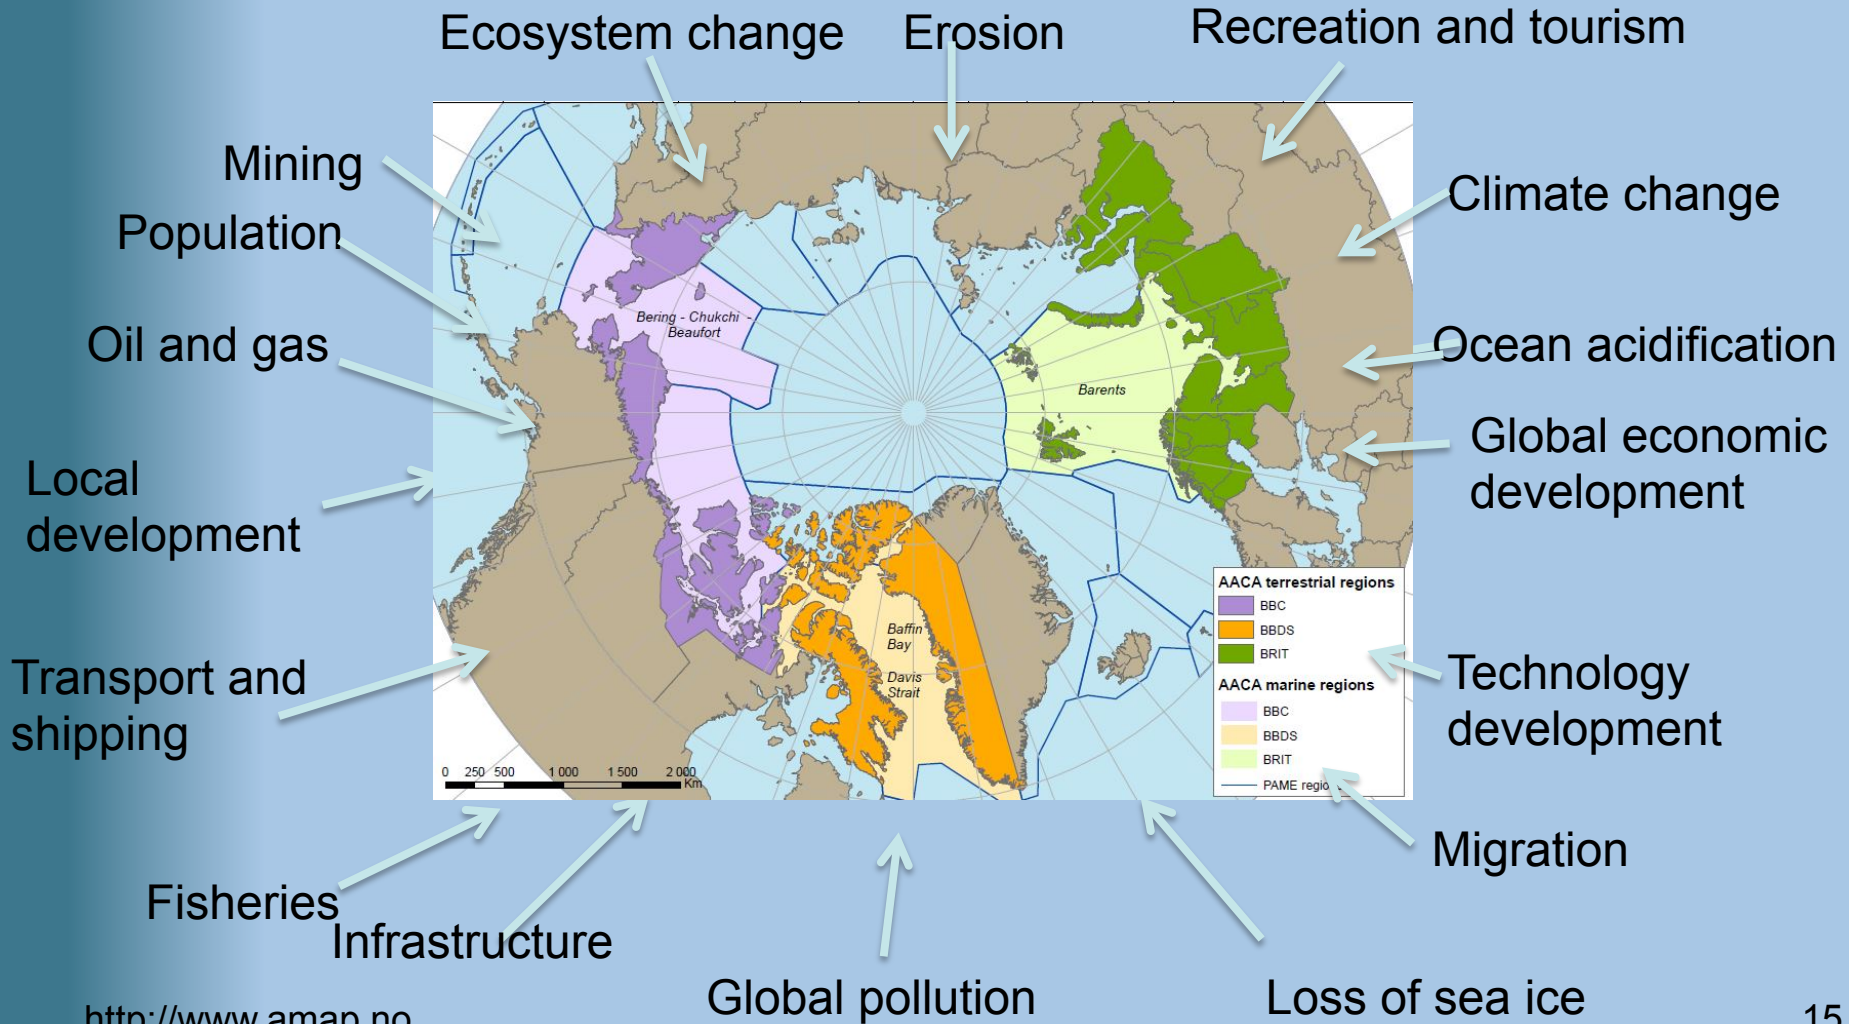 Ecosystem change
Erosion
Recreation and tourism
Mining
Population
Climate change
Oil and gas
Ocean acidification
Local
development
Global economic
development
Transport and
shipping
Technology
development
Fisheries
Infrastructure
Migration
Global pollution
Loss of sea ice
Bering - Chukchi -
Beaufort
Barents
Baffin
Bay
Davis
Strait
AACA terrestrial regions
BBC
BBDS
BRIT
AACA marine regions
BBC
BBDS
BRIT
PAME
0 250 500 1 000 1 500 2 000
Km
http://www.amap.no
15